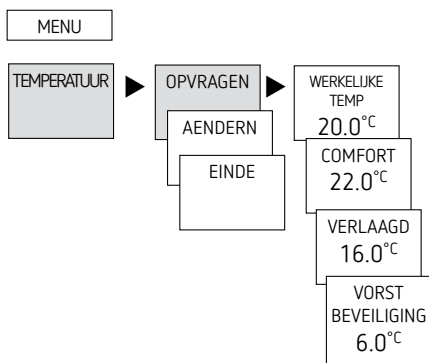 MENU
TEMPERATUUR
OPVRAGEN
AENDERN
EINDE
WERKELIJKE
TEMP
20.0°C
COMFORT
22.0°C
VERLAAGD
16.0°C
VORST
BEVEILIGING
6.0°C